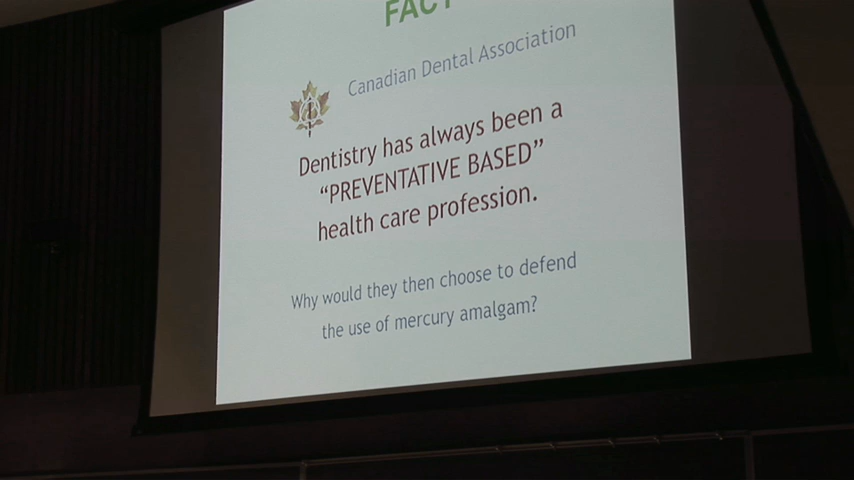 FACT
Canadian Dental Association
Dentistry has always been a
“PREVENTATIVE BASED”
health care profession.
Why would they then choose to defend
the use of mercury amalgam?